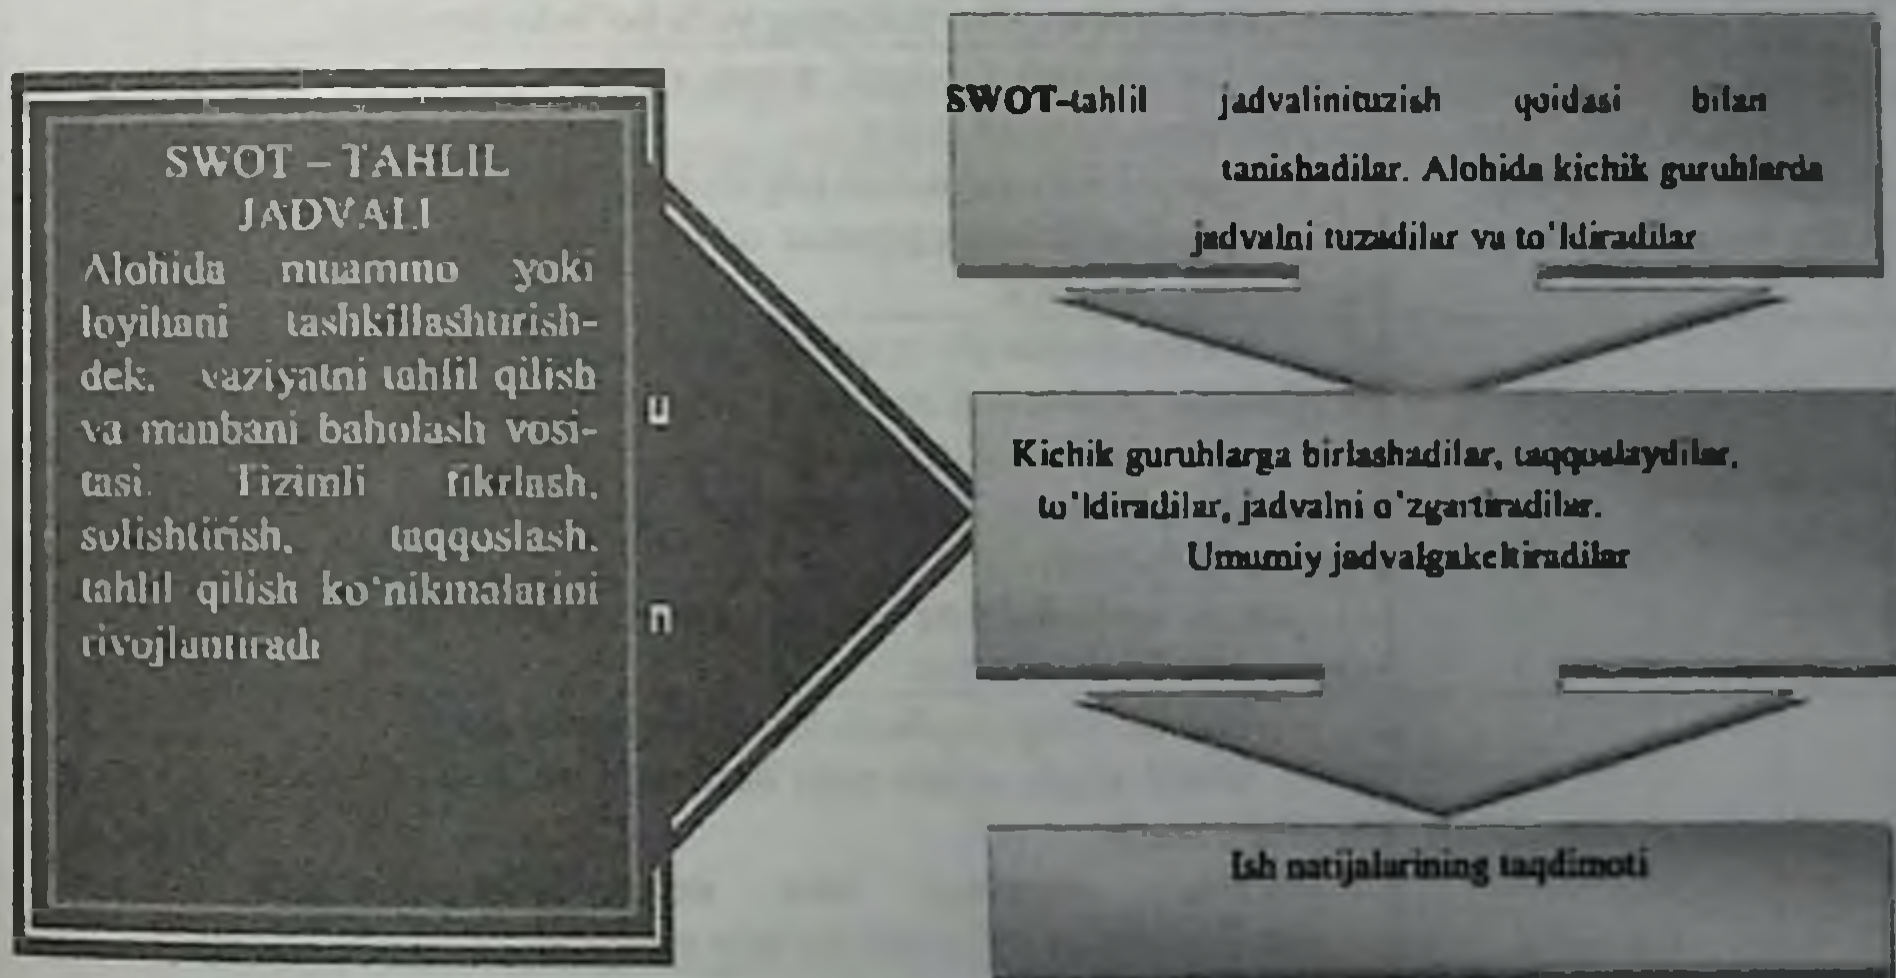 SWOT – TAHLIL
JADVALI
Alohida muammo yoki
loyihani tashkillashtirish-
dek, vaziyatni tahlil qilish
va manbani baholash vosi-
tasi. Tizimli fikrlash,
solishtirish, taqqoslash,
tahlil qilish ko'nikmalarini
rivojlantiradi
u
n
SWOT-tahlil jadvalinituzish qoidasi bilan
tanishadilar. Alohida kichik guruhlarda
jadvalni tuzadilar va to'ldiradilar
Kichik guruhlarga birlashadilar, taqqoslaydilar,
to'ldiradilar, jadvalni o'zgartiradilar.
Umumiy jadvalgakeltiradilar
Ish natijalarining taqdimoti